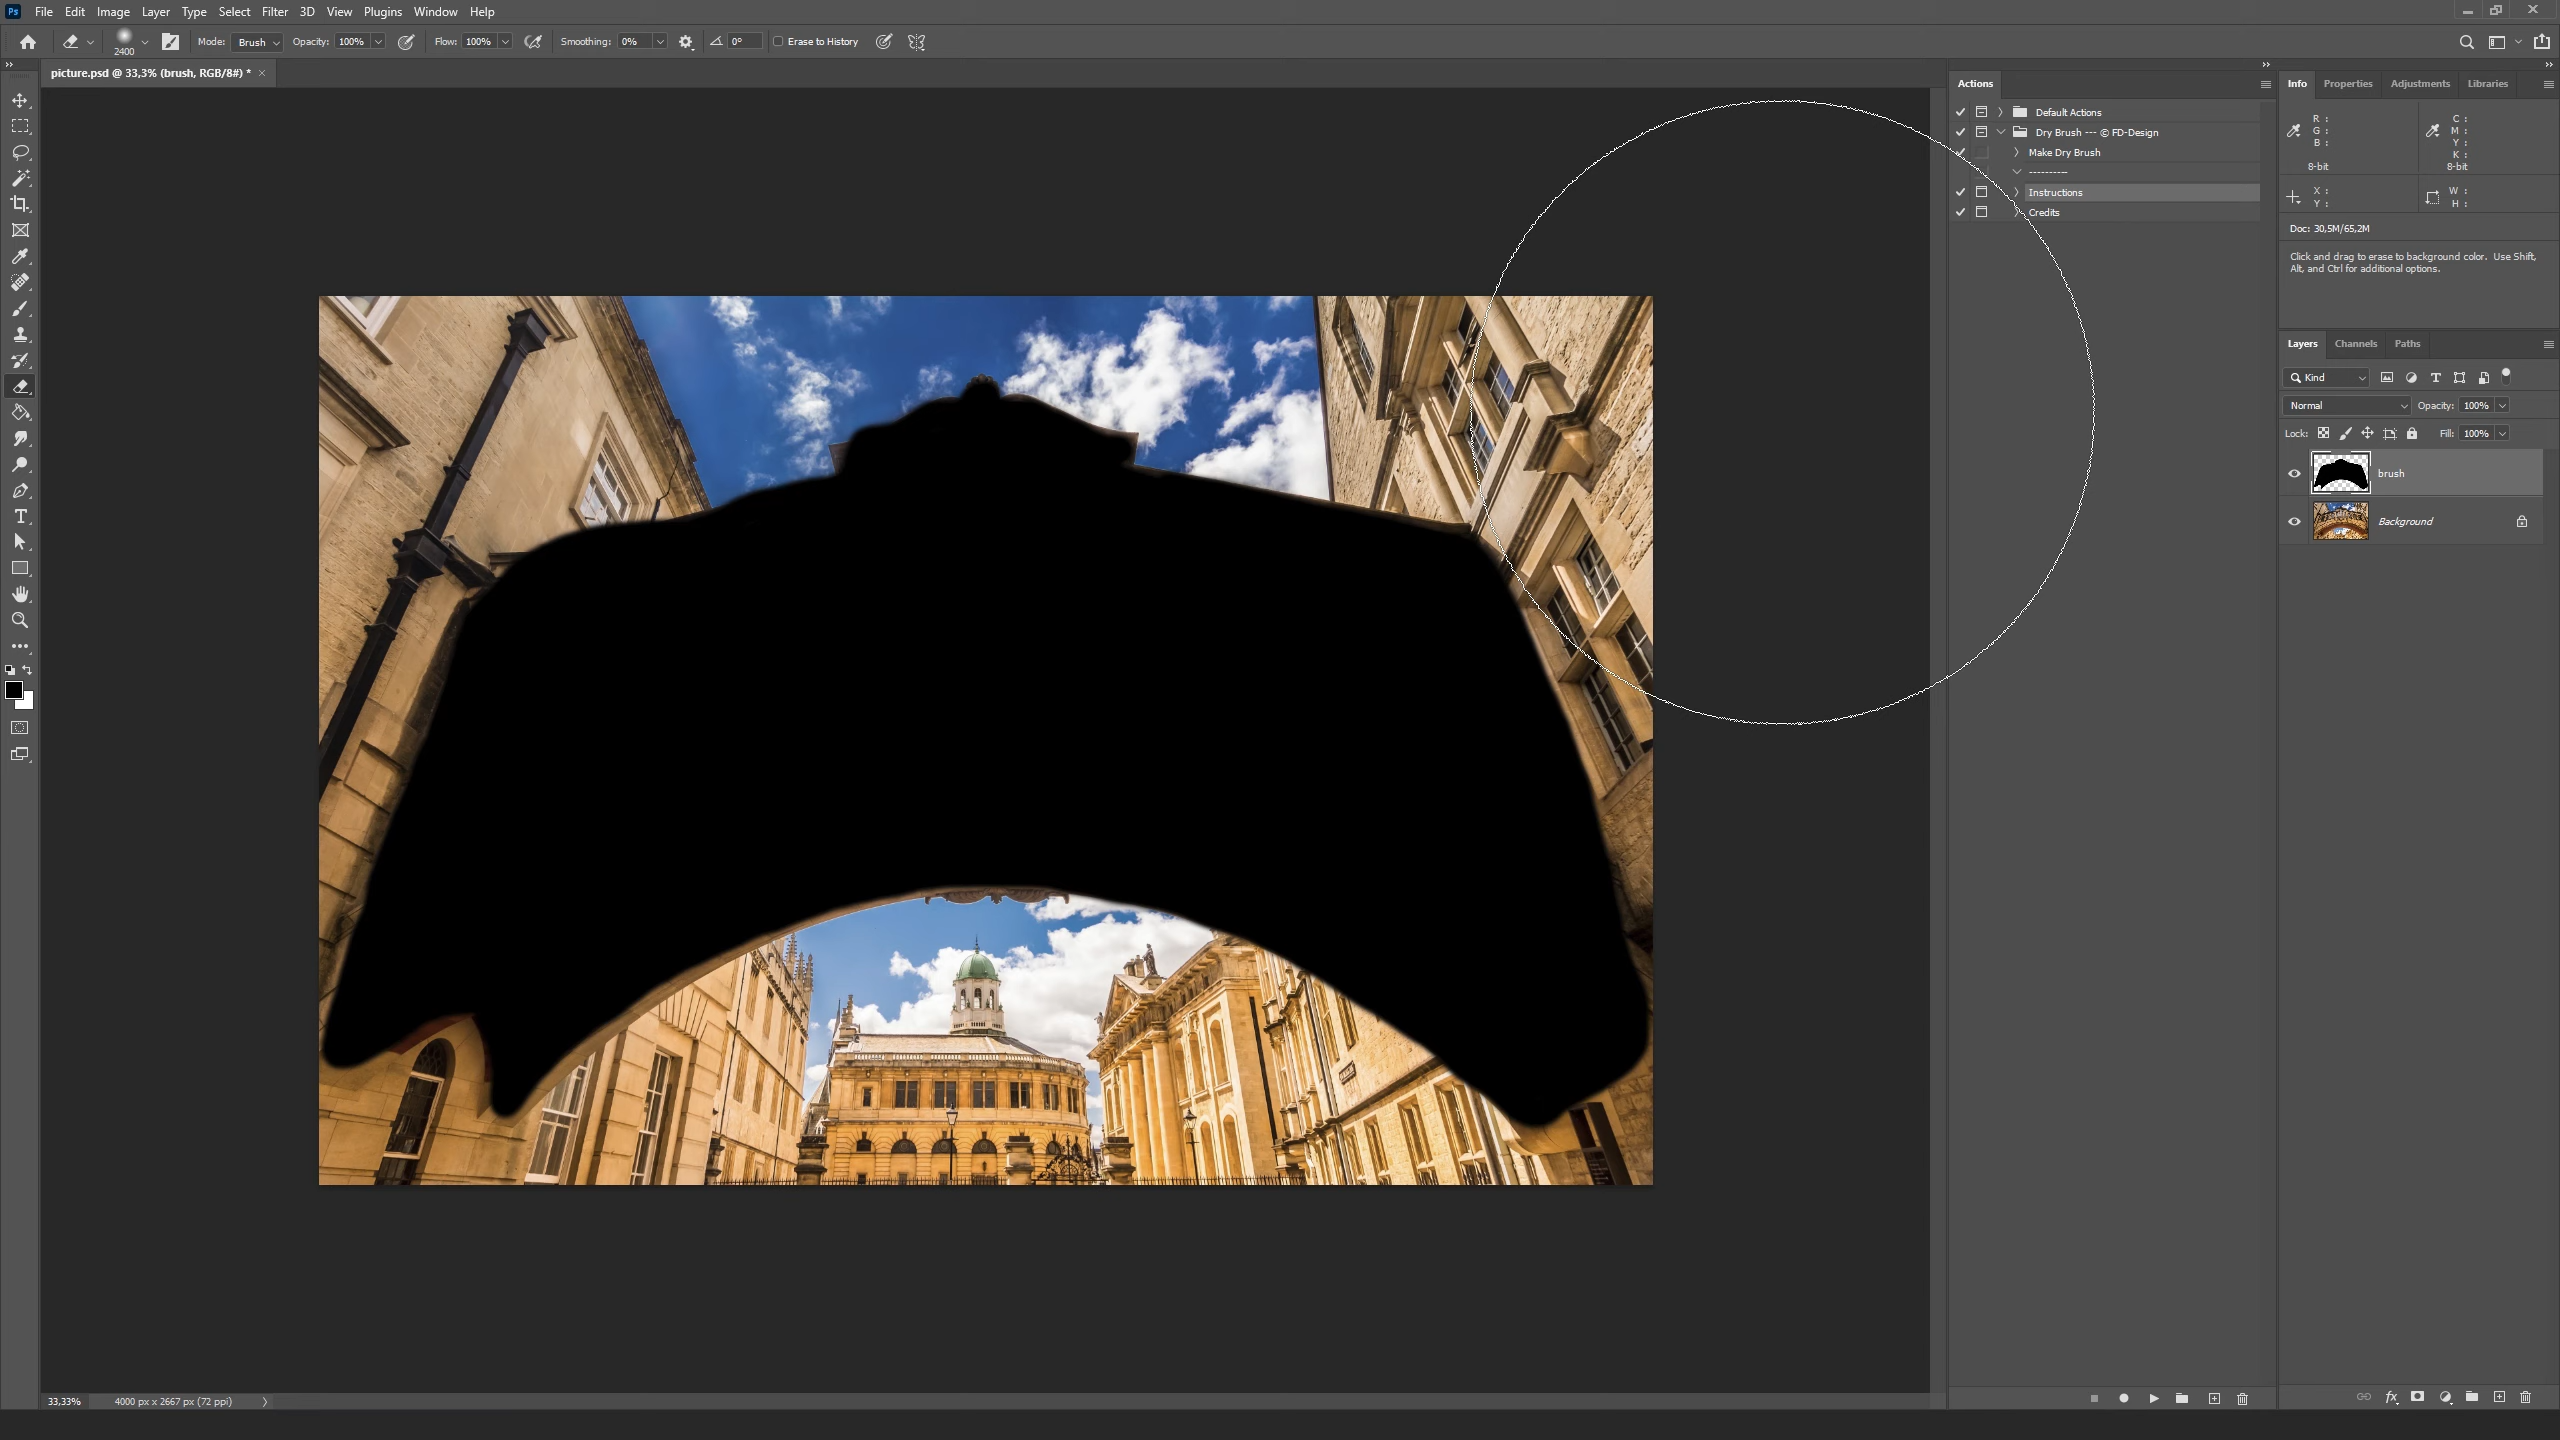 Ps File Edit Image Layer Type Select Filter 3D View Plugins Window Help
2400 Mode: Brush Opacity: 100% Flow: 100% Smoothing: 0% 0° Erase to History
picture.psd @ 33,3% (brush, RGB/8#) *
Actions
Default Actions
Dry Brush --- © FD-Design
Make Dry Brush
----------
Instructions
Credits
Info Properties Adjustments Libraries
R : C :
G : M :
B : Y :
K :
8-bit 8-bit
X : W :
Y : H :
Doc: 30,5M/65,2M
Click and drag to erase to background color. Use Shift,
Alt, and Ctrl for additional options.
Layers Channels Paths
Kind
Normal Opacity: 100%
Lock: Fill: 100%
brush
Background
33,33% 4000 px x 2667 px (72 ppi)